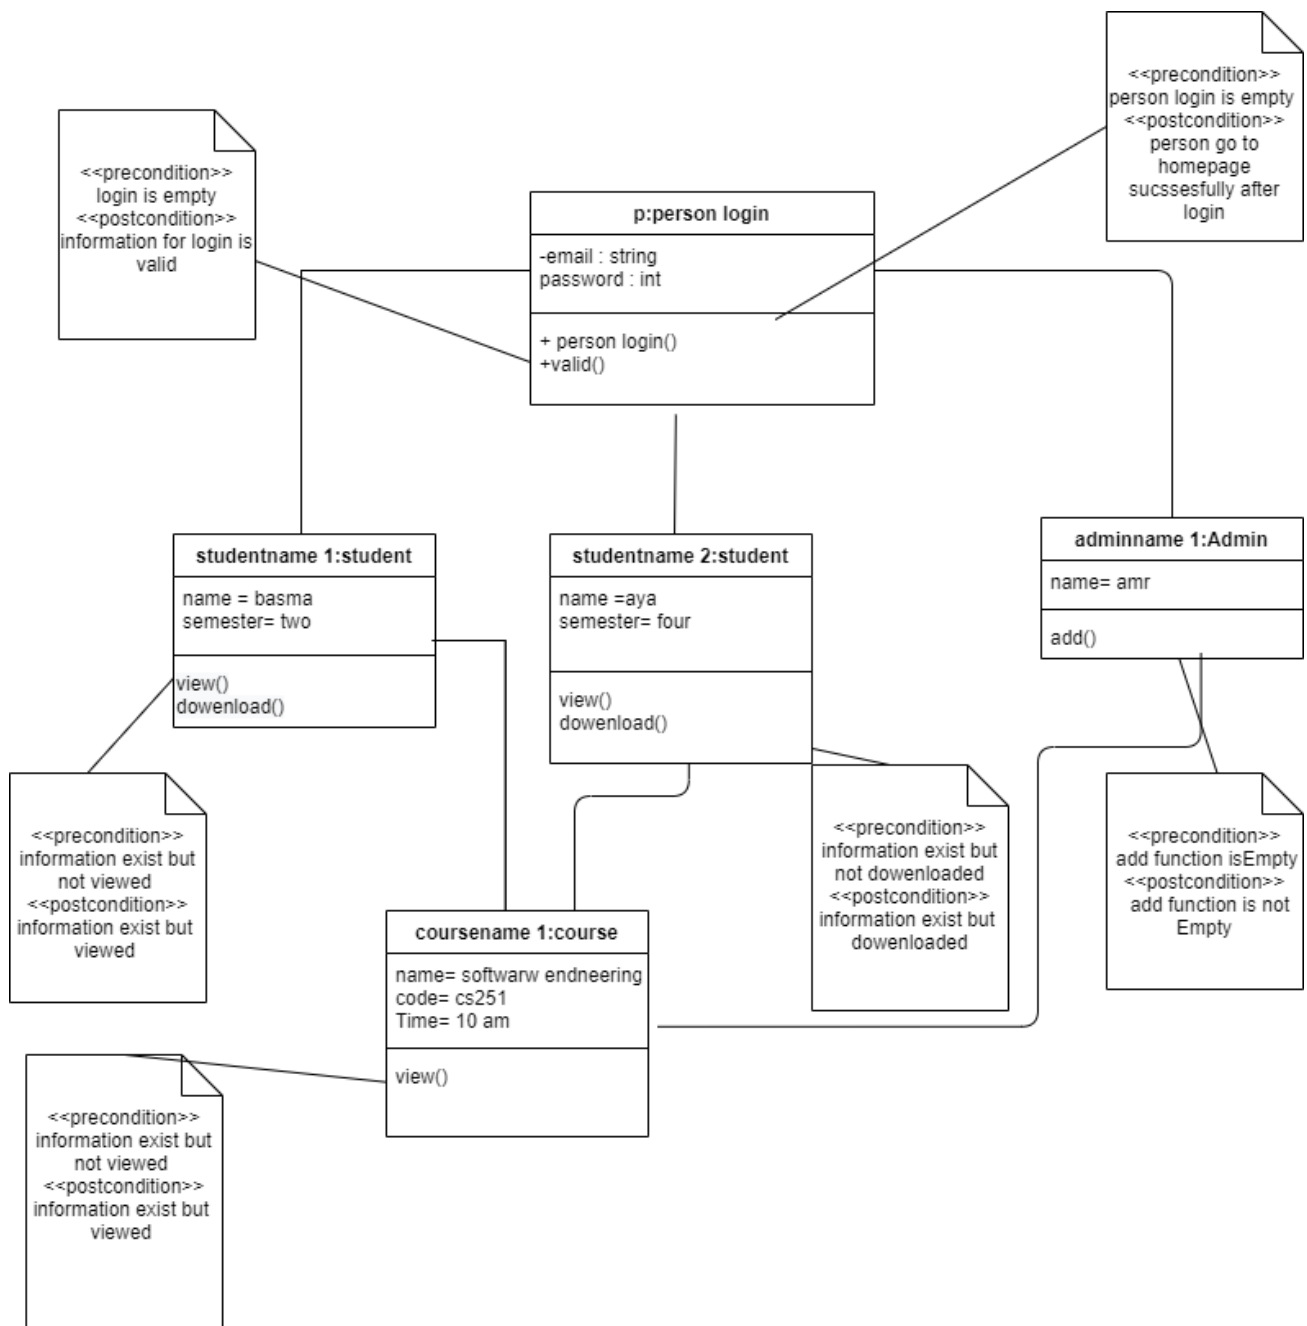 <<precondition>>
person login is empty
<<postcondition>>
person go to
homepage
sucssesfully after
login
<<precondition>>
login is empty
<<postcondition>>
information for login is
valid
p:person login
-email : string
password : int
+ person login()
+valid()
studentname 1:student
name = basma
semester= two
view()
dowenload()
studentname 2:student
name =aya
semester= four
view()
dowenload()
adminname 1:Admin
name= amr
add()
<<precondition>>
information exist but
not viewed
<<postcondition>>
information exist but
viewed
<<precondition>>
information exist but
not dowenloaded
<<postcondition>>
information exist but
dowenloaded
<<precondition>>
add function isEmpty
<<postcondition>>
add function is not
Empty
coursename 1:course
name= softwarw endneering
code= cs251
Time= 10 am
view()
<<precondition>>
information exist but
not viewed
<<postcondition>>
information exist but
viewed